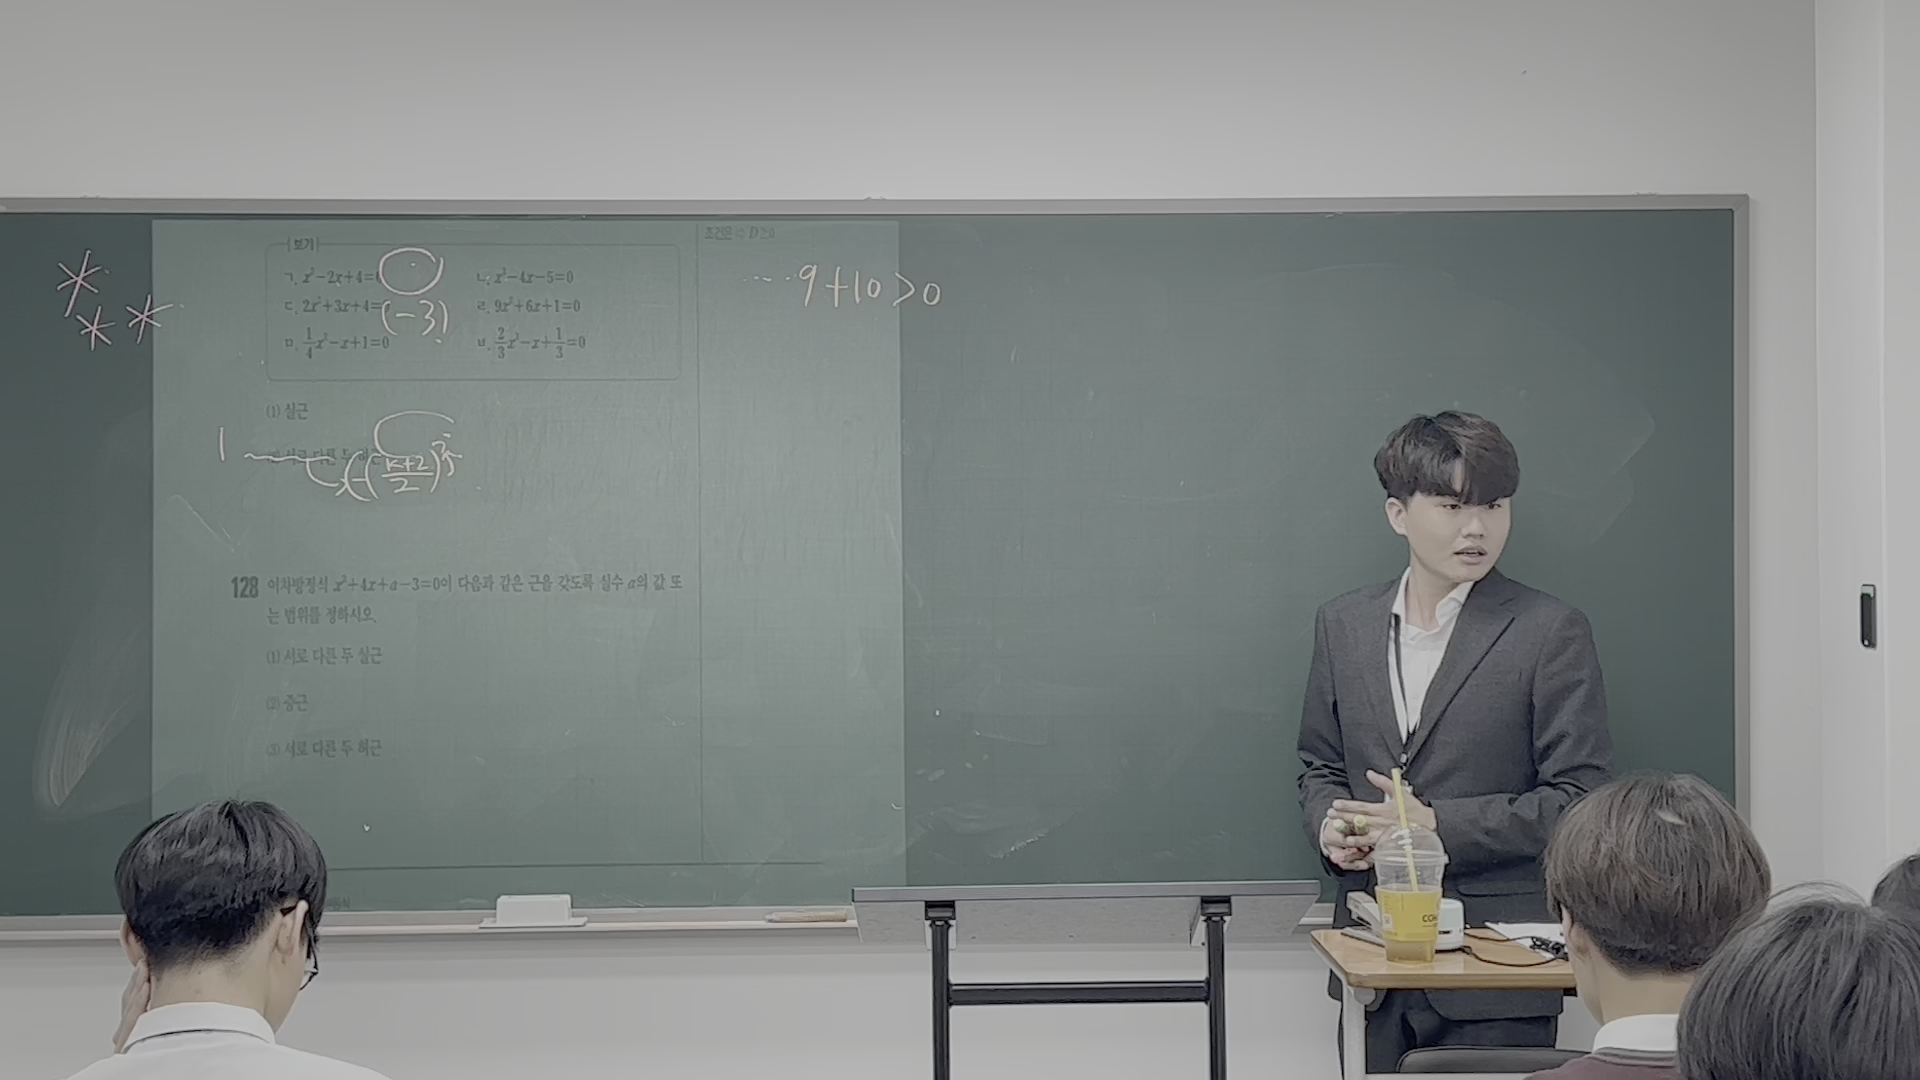 보기
ㄱ. x²-2x+4=0
ㄴ. x²-4x-5=0
ㄷ. 2x²+3x+4=
ㄹ. 9x²+6x+1=0
ㅁ. 1/4x²-x+1=0
ㅂ. 2/3x²-x+1/3=0
(1) 실근
128 이차방정식 x²+4x+a-3=0이 다음과 같은 근을 갖도록 실수 a의 값 또
는 범위를 정하시오.
(1) 서로 다른 두 실근
(2) 중근
(3) 서로 다른 두 허근
(-3)
(k+2)/2
···· 9+10>0